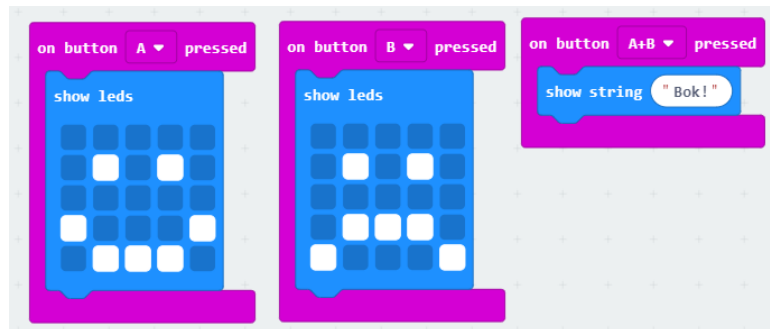 on button A pressed
show leds
on button B pressed
show leds
on button A+B pressed
show string "Bok!"